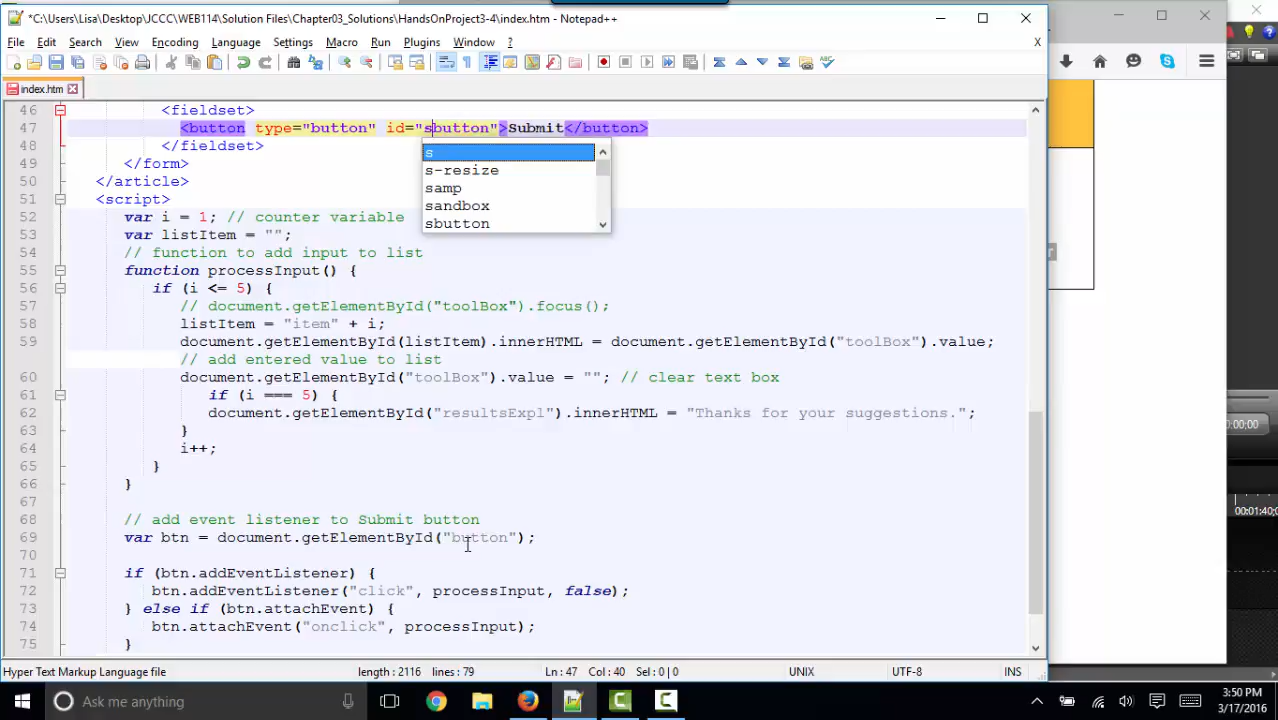 *C:\Users\Lisa\Desktop\JCCC\WEB114\Solution Files\Chapter03_Solutions\HandsOnProject3-4\index.htm - Notepad++
File Edit Search View Encoding Language Settings Macro Run Plugins Window ? X
index.htm
46 <fieldset>
47 <button type="button" id="sbutton">Submit</button>
48 </fieldset>
49 </form>
50 </article>
51 <script>
52 var i = 1; // counter variable
53 var listItem = "";
54 // function to add input to list
55 function processInput() {
56 if (i <= 5) {
57 // document.getElementById("toolBox").focus();
58 listItem = "item" + i;
59 document.getElementById(listItem).innerHTML = document.getElementById("toolBox").value;
// add entered value to list
60 document.getElementById("toolBox").value = ""; // clear text box
61 if (i === 5) {
62 document.getElementById("resultsExpl").innerHTML = "Thanks for your suggestions.";
63 }
64 i++;
65 }
66 }
67
68 // add event listener to Submit button
69 var btn = document.getElementById("button");
70
71 if (btn.addEventListener) {
72 btn.addEventListener("click", processInput, false);
73 } else if (btn.attachEvent) {
74 btn.attachEvent("onclick", processInput);
75 }
s
s-resize
samp
sandbox
sbutton
00:01:40;
Hyper Text Markup Language file length : 2116 lines : 79 Ln : 47 Col : 40 Sel : 0 | 0 UNIX UTF-8 INS
Ask me anything
3:50 PM
3/17/2016